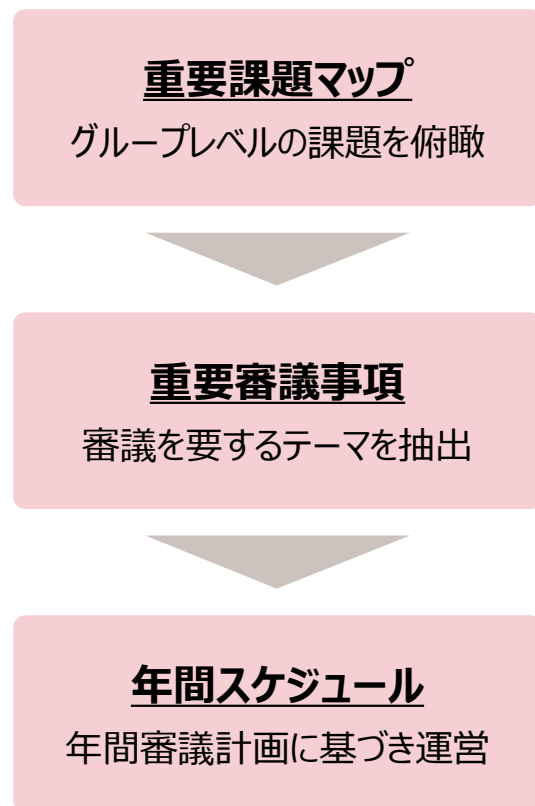 重要課題マップ
グループレベルの課題を俯瞰
重要審議事項
審議を要するテーマを抽出
年間スケジュール
年間審議計画に基づき運営